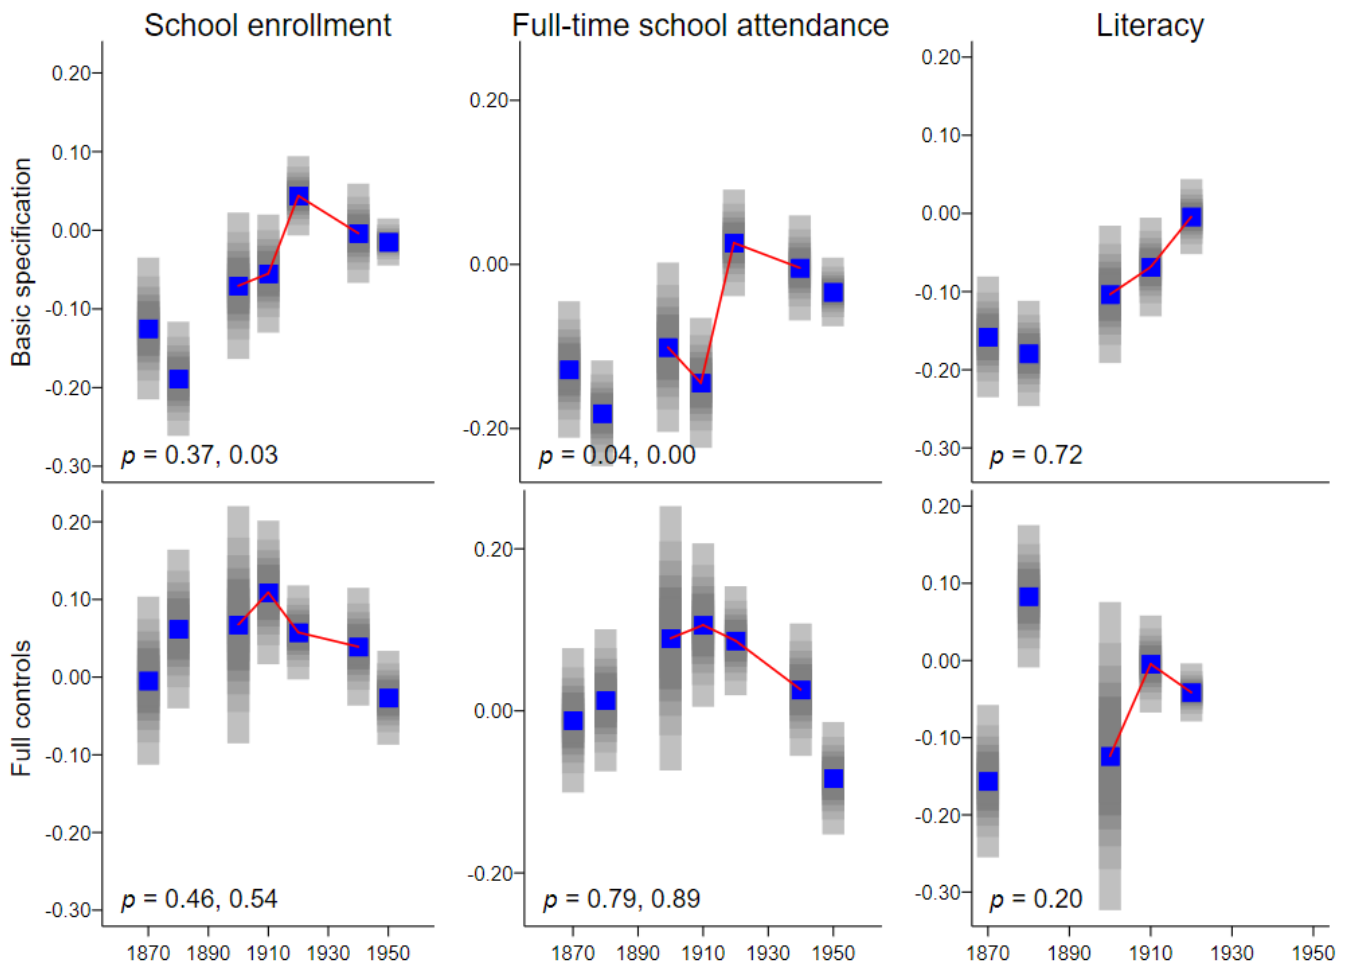 School enrollment
Full-time school attendance
Literacy
Basic specification
0.20
0.10
0.00
-0.10
-0.20
-0.30
p = 0.37, 0.03
0.20
0.00
-0.20
p = 0.04, 0.00
0.20
0.10
0.00
-0.10
-0.20
-0.30
p = 0.72
Full controls
0.20
0.10
0.00
-0.10
-0.20
-0.30
p = 0.46, 0.54
0.20
0.00
-0.20
p = 0.79, 0.89
0.20
0.10
0.00
-0.10
-0.20
-0.30
p = 0.20
1870 1890 1910 1930 1950
1870 1890 1910 1930 1950
1870 1890 1910 1930 1950